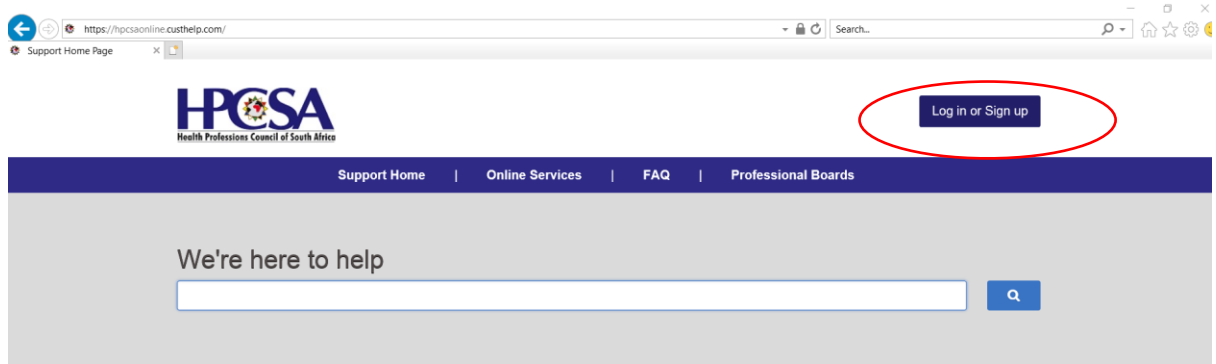 https://hpcsaonline.custhelp.com/
Search...
Support Home Page
HPCSA
Health Professions Council of South Africa
Log in or Sign up
Support Home | Online Services | FAQ | Professional Boards
We're here to help